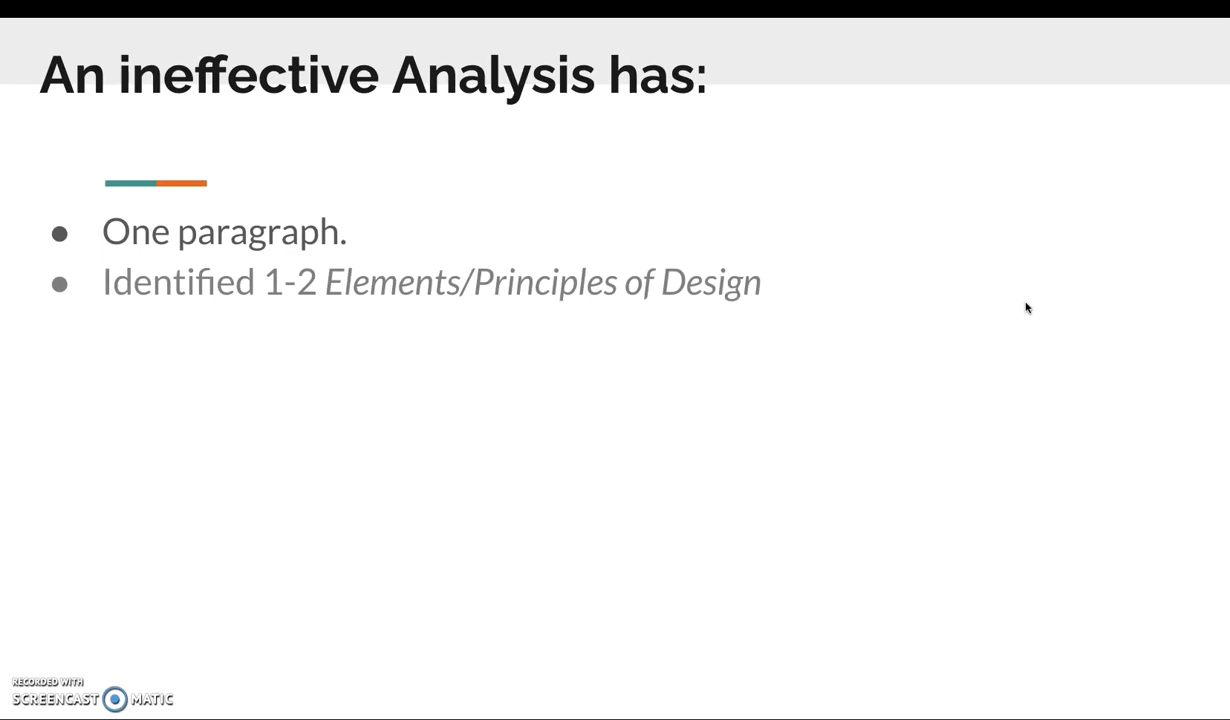 An ineffective Analysis has:
● One paragraph.
● Identified 1-2 Elements/Principles of Design
RECORDED WITH
SCREENCAST MATIC